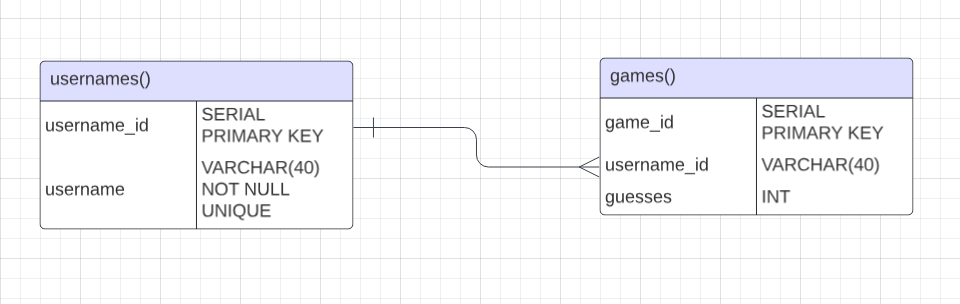 usernames()
username_id
SERIAL
PRIMARY KEY
username
VARCHAR(40)
NOT NULL
UNIQUE
games()
game_id
SERIAL
PRIMARY KEY
username_id
VARCHAR(40)
guesses
INT